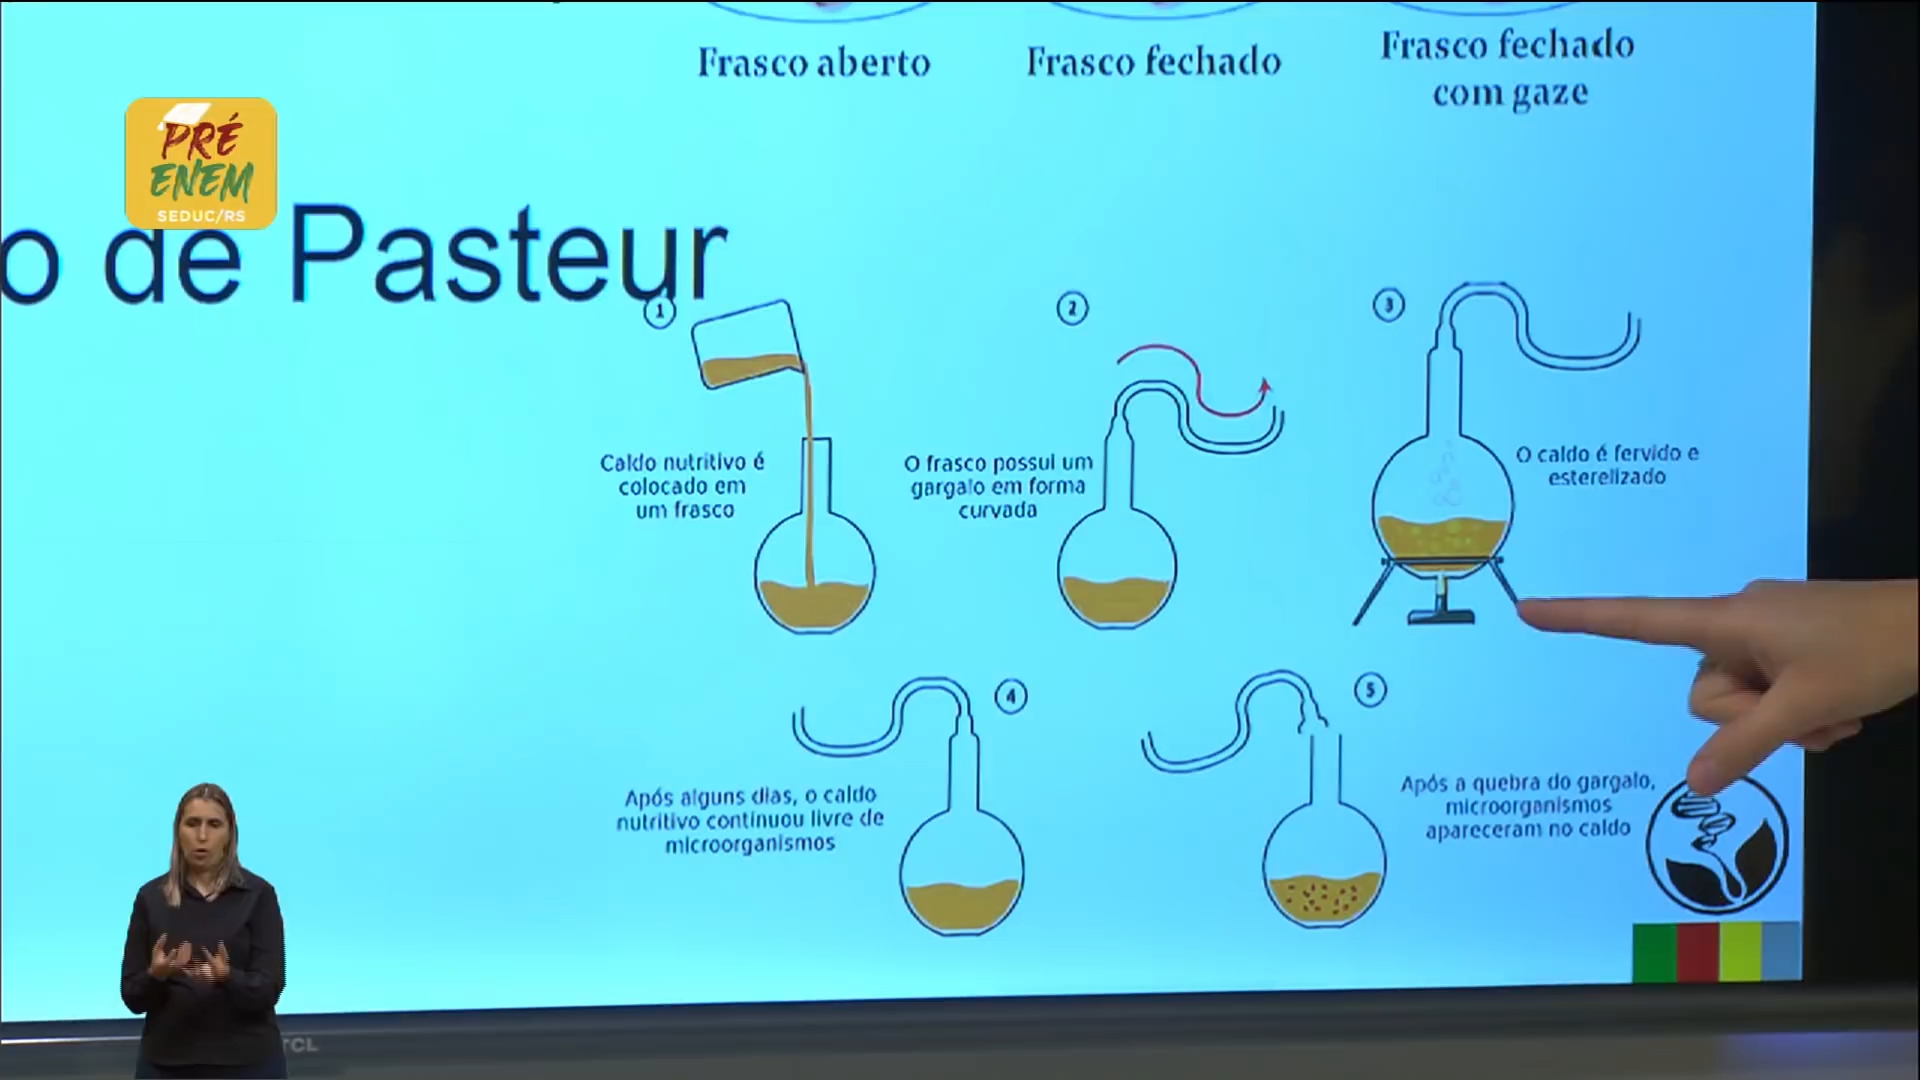 Frasco aberto
Frasco fechado
Frasco fechado
com gaze
PRÉ
ENEM
SEDUC/RS
o de Pasteur
1
Caldo nutritivo é
colocado em
um frasco
2
O frasco possui um
gargalo em forma
curvada
3
O caldo é fervido e
esterelizado
4
Após alguns dias, o caldo
nutritivo continuou livre de
microorganismos
5
Após a quebra do gargalo,
microorganismos
apareceram no caldo
TCL